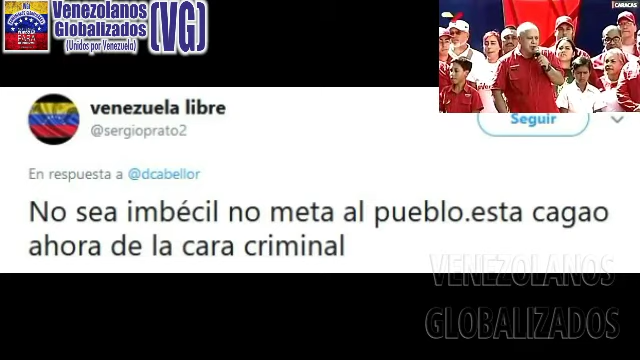 Venezolanos
Globalizados
(Unidos por Venezuela)
(VG)
CARACAS
venezuela libre
@sergioprato2
Seguir
En respuesta a @dcabellor
No sea imbécil no meta al pueblo.esta cagao
ahora de la cara criminal
VENEZOLANOS
GLOBALIZADOS